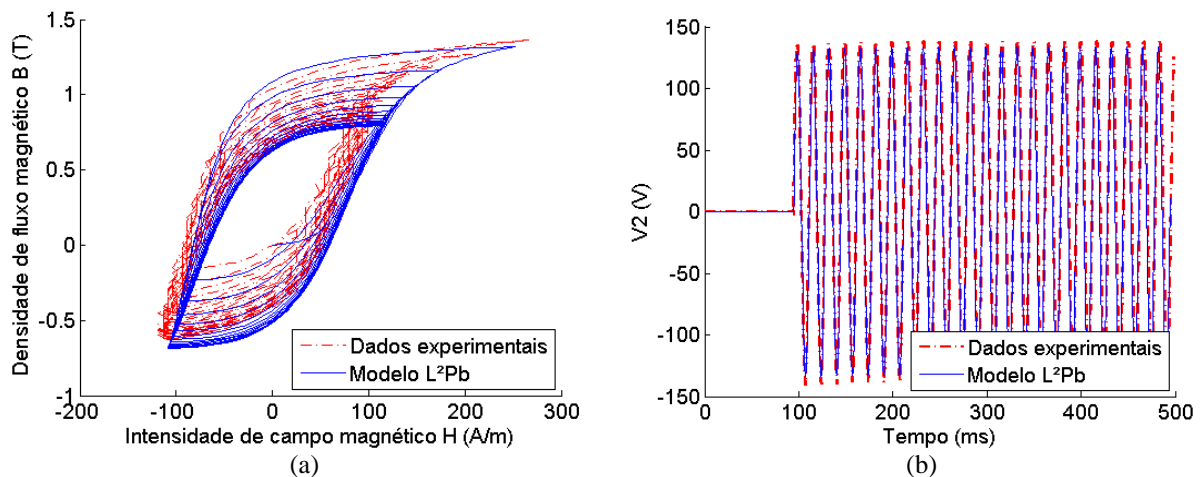 1.5
1
0.5
0
-0.5
-1
-200
-100
0
100
200
300
Densidade de fluxo magnético B (T)
Intensidade de campo magnético H (A/m)
Dados experimentais
Modelo L²Pb
(a)
150
100
50
0
-50
-100
-150
0
100
200
300
400
500
V2 (V)
Tempo (ms)
Dados experimentais
Modelo L²Pb
(b)